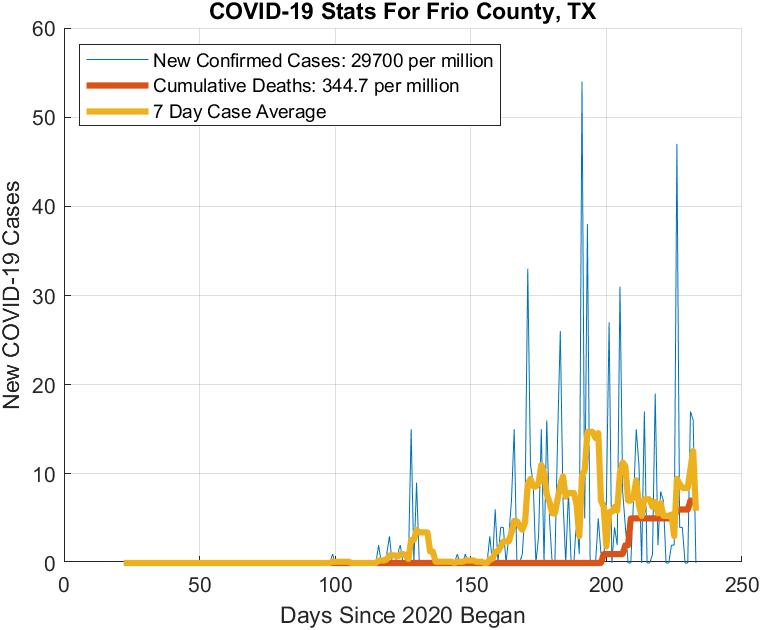 COVID-19 Stats For Frio County, TX
New Confirmed Cases: 29700 per million
Cumulative Deaths: 344.7 per million
7 Day Case Average
New COVID-19 Cases
60
50
40
30
20
10
0
0 50 100 150 200 250
Days Since 2020 Began